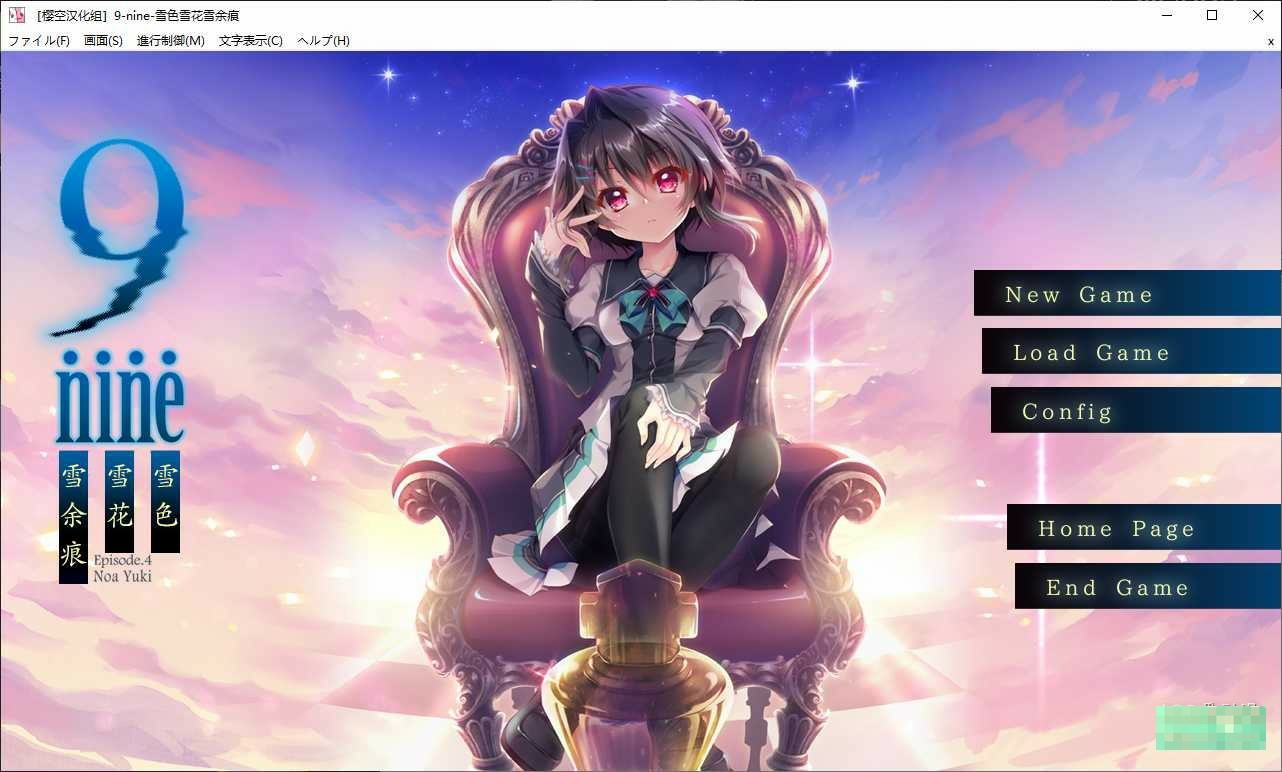 [樱空汉化组] 9-nine-雪色雪花雪余痕
ファイル(F) 画面(S) 進行制御(M) 文字表示(C) ヘルプ(H) x
9
nine
雪色
雪花
雪余痕
Episode.4
Noa Yuki
New Game
Load Game
Config
Home Page
End Game